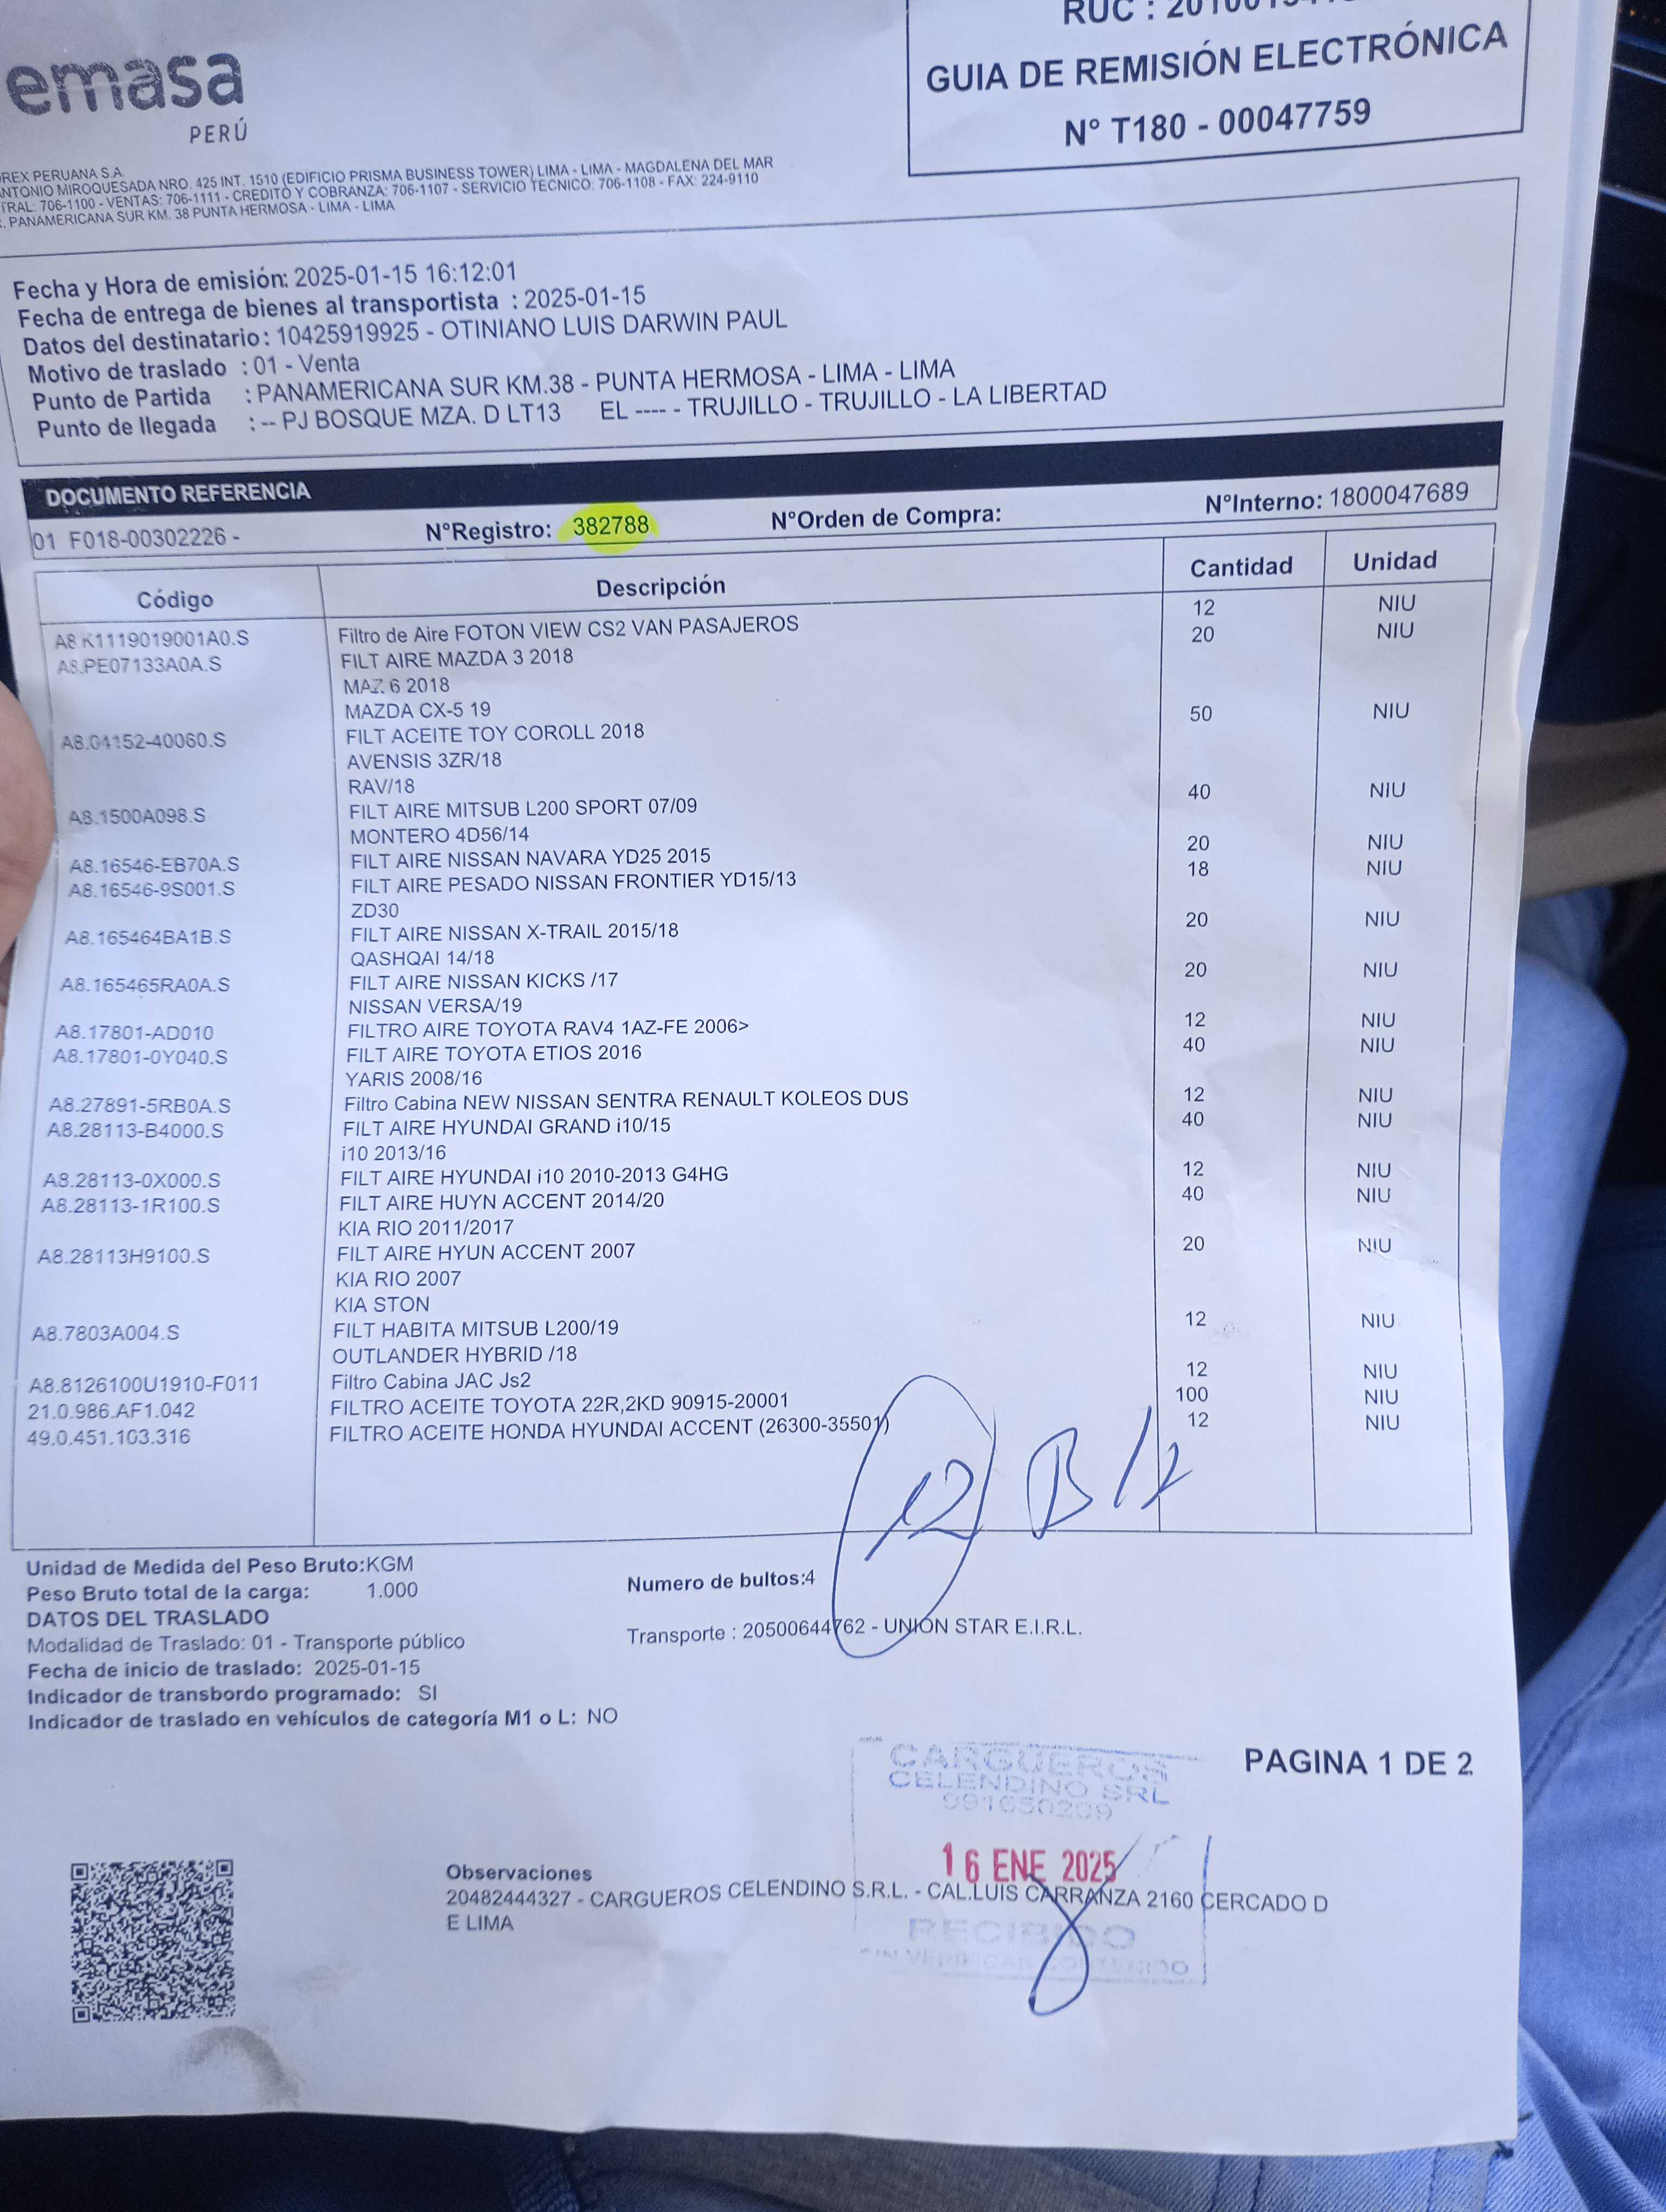 emasa
PERÚ
GUIA DE REMISIÓN ELECTRÓNICA
N° T180 - 00047759
REX PERUANA S.A.
ANTONIO MIROQUESADA NRO. 425 INT. 1510 (EDIFICIO PRISMA BUSINESS TOWER) LIMA - LIMA - MAGDALENA DEL MAR
TRAL: 706-1100 - VENTAS: 706-1111 - CREDITO Y COBRANZA: 706-1107 - SERVICIO TECNICO: 706-1108 - FAX: 224-9110
PANAMERICANA SUR KM. 38 PUNTA HERMOSA - LIMA - LIMA
Fecha y Hora de emisión: 2025-01-15 16:12:01
Fecha de entrega de bienes al transportista : 2025-01-15
Datos del destinatario : 10425919925 - OTINIANO LUIS DARWIN PAUL
Motivo de traslado : 01 - Venta
Punto de Partida : PANAMERICANA SUR KM.38 - PUNTA HERMOSA - LIMA - LIMA
Punto de llegada : -- PJ BOSQUE MZA. D LT13 EL ---- - TRUJILLO - TRUJILLO - LA LIBERTAD
DOCUMENTO REFERENCIA
01 F018-00302226 - N°Registro: 382788 N°Orden de Compra: N°Interno: 1800047689
Código Descripción Cantidad Unidad
A8.K1119019001A0.S Filtro de Aire FOTON VIEW CS2 VAN PASAJEROS 12 NIU
A8.PE07133A0A.S FILT AIRE MAZDA 3 2018 20 NIU
MAZ 6 2018
MAZDA CX-5 19
A8.04152-40060.S FILT ACEITE TOY COROLL 2018 50 NIU
AVENSIS 3ZR/18
RAV/18
A8.1500A098.S FILT AIRE MITSUB L200 SPORT 07/09 40 NIU
MONTERO 4D56/14
A8.16546-EB70A.S FILT AIRE NISSAN NAVARA YD25 2015 20 NIU
A8.16546-9S001.S FILT AIRE PESADO NISSAN FRONTIER YD15/13 18 NIU
ZD30
A8.165464BA1B.S FILT AIRE NISSAN X-TRAIL 2015/18 20 NIU
QASHQAI 14/18
A8.165465RA0A.S FILT AIRE NISSAN KICKS /17 20 NIU
NISSAN VERSA/19
A8.17801-AD010 FILTRO AIRE TOYOTA RAV4 1AZ-FE 2006> 12 NIU
A8.17801-0Y040.S FILT AIRE TOYOTA ETIOS 2016 40 NIU
YARIS 2008/16
A8.27891-5RB0A.S Filtro Cabina NEW NISSAN SENTRA RENAULT KOLEOS DUS 12 NIU
A8.28113-B4000.S FILT AIRE HYUNDAI GRAND i10/15 40 NIU
i10 2013/16
A8.28113-0X000.S FILT AIRE HYUNDAI i10 2010-2013 G4HG 12 NIU
A8.28113-1R100.S FILT AIRE HUYN ACCENT 2014/20 40 NIU
KIA RIO 2011/2017
A8.28113H9100.S FILT AIRE HYUN ACCENT 2007 20 NIU
KIA RIO 2007
KIA STON
A8.7803A004.S FILT HABITA MITSUB L200/19 12 NIU
OUTLANDER HYBRID /18
A8.8126100U1910-F011 Filtro Cabina JAC Js2 12 NIU
21.0.986.AF1.042 FILTRO ACEITE TOYOTA 22R,2KD 90915-20001 100 NIU
49.0.451.103.316 FILTRO ACEITE HONDA HYUNDAI ACCENT (26300-35501) 12 NIU
12
Unidad de Medida del Peso Bruto:KGM
Peso Bruto total de la carga: 1.000 Numero de bultos:4
DATOS DEL TRASLADO
Modalidad de Traslado: 01 - Transporte público Transporte : 20500644762 - UNION STAR E.I.R.L.
Fecha de inicio de traslado: 2025-01-15
Indicador de transbordo programado: SI
Indicador de traslado en vehículos de categoría M1 o L: NO
PAGINA 1 DE 2
CARGUEROS
CELENDINO SRL
991650209
16 ENE 2025
Observaciones
20482444327 - CARGUEROS CELENDINO S.R.L. - CAL.LUIS CARRANZA 2160 CERCADO D
E LIMA
RECIBIDO
SIN VERIFICAR CONTENIDO